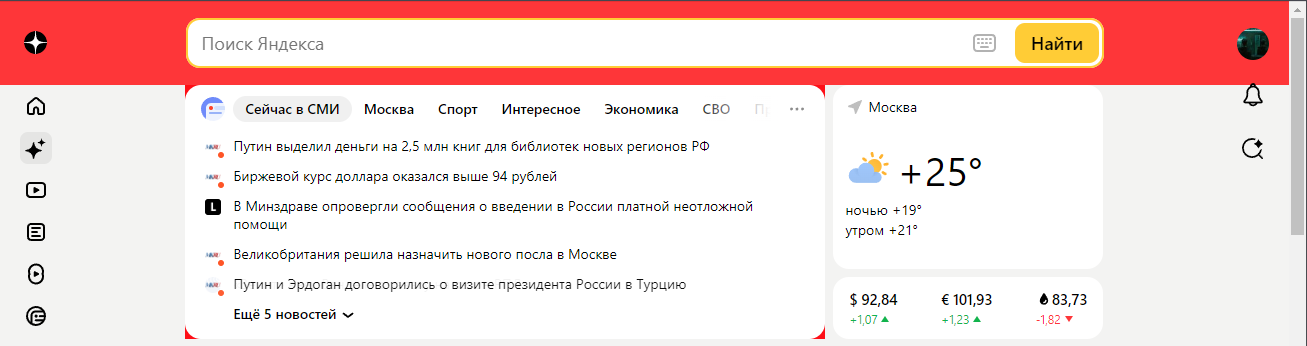 Поиск Яндекса
Найти
Сейчас в СМИ Москва Спорт Интересное Экономика СВО
Путин выделил деньги на 2,5 млн книг для библиотек новых регионов РФ
Биржевой курс доллара оказался выше 94 рублей
L В Минздраве опровергли сообщения о введении в России платной неотложной
помощи
Великобритания решила назначить нового посла в Москве
Путин и Эрдоган договорились о визите президента России в Турцию
Ещё 5 новостей
Москва
+25°
ночью +19°
утром +21°
$ 92,84 € 101,93 83,73
+1,07 +1,23 -1,82